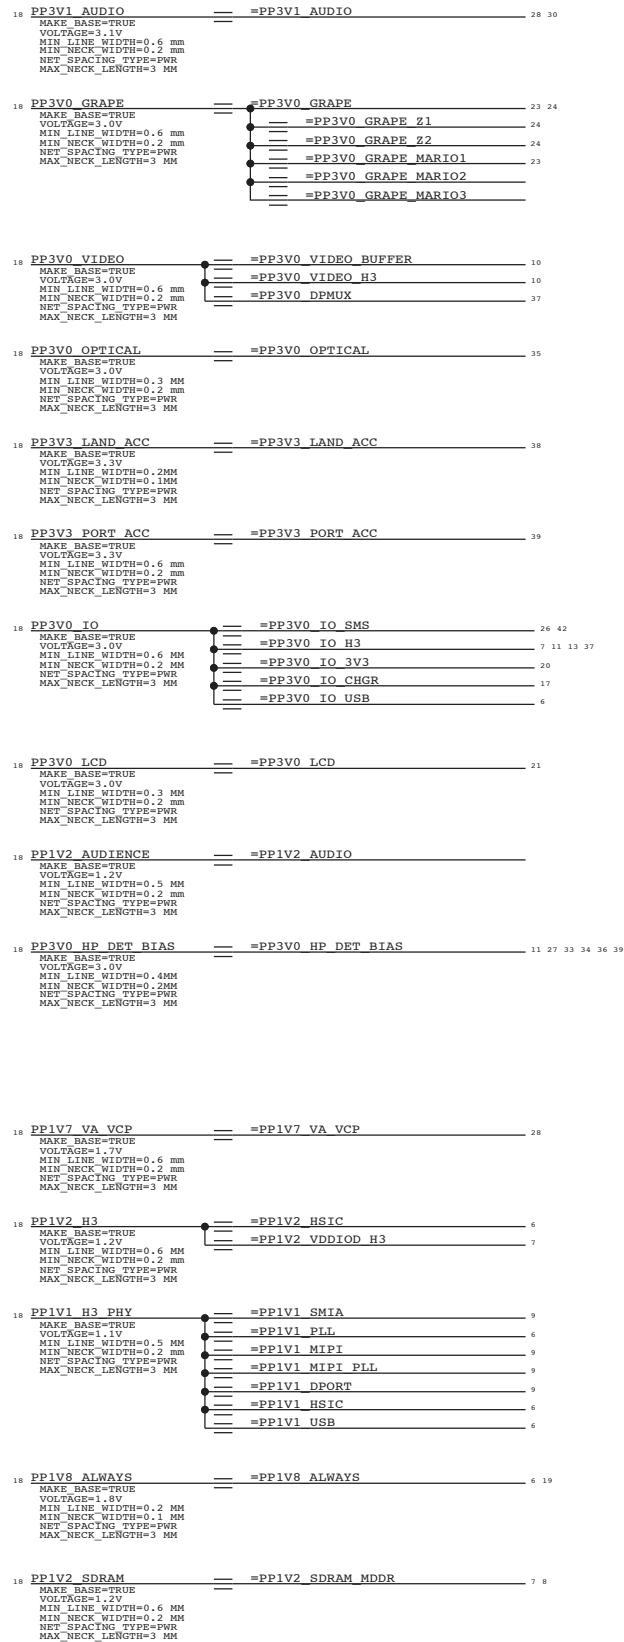 18 PP3V1_AUDIO =PP3V1_AUDIO 28 30
MAKE_BASE=TRUE
VOLTAGE=3.1V
MIN_LINE_WIDTH=0.6 mm
MIN_NECK_WIDTH=0.2 mm
NET_SPACING_TYPE=PWR
MAX_NECK_LENGTH=3 MM
18 PP3V0_GRAPE =PP3V0_GRAPE 23 24
MAKE_BASE=TRUE
VOLTAGE=3.0V
MIN_LINE_WIDTH=0.6 mm
MIN_NECK_WIDTH=0.2 mm
NET_SPACING_TYPE=PWR
MAX_NECK_LENGTH=3 MM
=PP3V0_GRAPE_Z1 24
=PP3V0_GRAPE_Z2 24
=PP3V0_GRAPE_MARIO1 23
=PP3V0_GRAPE_MARIO2
=PP3V0_GRAPE_MARIO3
18 PP3V0_VIDEO =PP3V0_VIDEO_BUFFER 10
MAKE_BASE=TRUE
VOLTAGE=3.0V
MIN_LINE_WIDTH=0.6 mm
MIN_NECK_WIDTH=0.2 mm
NET_SPACING_TYPE=PWR
MAX_NECK_LENGTH=3 MM
=PP3V0_VIDEO_H3 10
=PP3V0_DPMUX 37
18 PP3V0_OPTICAL =PP3V0_OPTICAL 35
MAKE_BASE=TRUE
VOLTAGE=3.0V
MIN_LINE_WIDTH=0.3 MM
MIN_NECK_WIDTH=0.2 mm
NET_SPACING_TYPE=PWR
MAX_NECK_LENGTH=3 MM
18 PP3V3_LAND_ACC =PP3V3_LAND_ACC 38
MAKE_BASE=TRUE
VOLTAGE=3.3V
MIN_LINE_WIDTH=0.2MM
MIN_NECK_WIDTH=0.1MM
NET_SPACING_TYPE=PWR
MAX_NECK_LENGTH=3 MM
18 PP3V3_PORT_ACC =PP3V3_PORT_ACC 39
MAKE_BASE=TRUE
VOLTAGE=3.3V
MIN_LINE_WIDTH=0.6 mm
MIN_NECK_WIDTH=0.2 mm
NET_SPACING_TYPE=PWR
MAX_NECK_LENGTH=3 MM
18 PP3V0_IO =PP3V0_IO_SMS 26 42
MAKE_BASE=TRUE
VOLTAGE=3.0V
MIN_LINE_WIDTH=0.6 MM
MIN_NECK_WIDTH=0.2 MM
NET_SPACING_TYPE=PWR
MAX_NECK_LENGTH=3 MM
=PP3V0_IO_H3 7 11 13 37
=PP3V0_IO_3V3 20
=PP3V0_IO_CHGR 17
=PP3V0_IO_USB 6
18 PP3V0_LCD =PP3V0_LCD 21
MAKE_BASE=TRUE
VOLTAGE=3.0V
MIN_LINE_WIDTH=0.3 MM
MIN_NECK_WIDTH=0.2 mm
NET_SPACING_TYPE=PWR
MAX_NECK_LENGTH=3 MM
18 PP1V2_AUDIENCE =PP1V2_AUDIO
MAKE_BASE=TRUE
VOLTAGE=1.2V
MIN_LINE_WIDTH=0.5 MM
MIN_NECK_WIDTH=0.2 mm
NET_SPACING_TYPE=PWR
MAX_NECK_LENGTH=3 MM
18 PP3V0_HP_DET_BIAS =PP3V0_HP_DET_BIAS 11 27 33 34 36 39
MAKE_BASE=TRUE
VOLTAGE=3.0V
MIN_LINE_WIDTH=0.4MM
MIN_NECK_WIDTH=0.2MM
NET_SPACING_TYPE=PWR
MAX_NECK_LENGTH=3 MM
18 PP1V7_VA_VCP =PP1V7_VA_VCP 28
MAKE_BASE=TRUE
VOLTAGE=1.7V
MIN_LINE_WIDTH=0.6 mm
MIN_NECK_WIDTH=0.2 mm
NET_SPACING_TYPE=PWR
MAX_NECK_LENGTH=3 MM
18 PP1V2_H3 =PP1V2_HSIC 6
MAKE_BASE=TRUE
VOLTAGE=1.2V
MIN_LINE_WIDTH=0.6 MM
MIN_NECK_WIDTH=0.2 mm
NET_SPACING_TYPE=PWR
MAX_NECK_LENGTH=3 MM
=PP1V2_VDDIOD_H3 7
18 PP1V1_H3_PHY =PP1V1_SMIA 9
MAKE_BASE=TRUE
VOLTAGE=1.1V
MIN_LINE_WIDTH=0.5 MM
MIN_NECK_WIDTH=0.2 mm
NET_SPACING_TYPE=PWR
MAX_NECK_LENGTH=3 MM
=PP1V1_PLL 6
=PP1V1_MIPI 9
=PP1V1_MIPI_PLL 9
=PP1V1_DPORT 9
=PP1V1_HSIC 6
=PP1V1_USB 6
18 PP1V8_ALWAYS =PP1V8_ALWAYS 6 19
MAKE_BASE=TRUE
VOLTAGE=1.8V
MIN_LINE_WIDTH=0.2 MM
MIN_NECK_WIDTH=0.1 MM
NET_SPACING_TYPE=PWR
MAX_NECK_LENGTH=3 MM
18 PP1V2_SDRAM =PP1V2_SDRAM_MDDR 7 8
MAKE_BASE=TRUE
VOLTAGE=1.2V
MIN_LINE_WIDTH=0.6 MM
MIN_NECK_WIDTH=0.2 MM
NET_SPACING_TYPE=PWR
MAX_NECK_LENGTH=3 MM